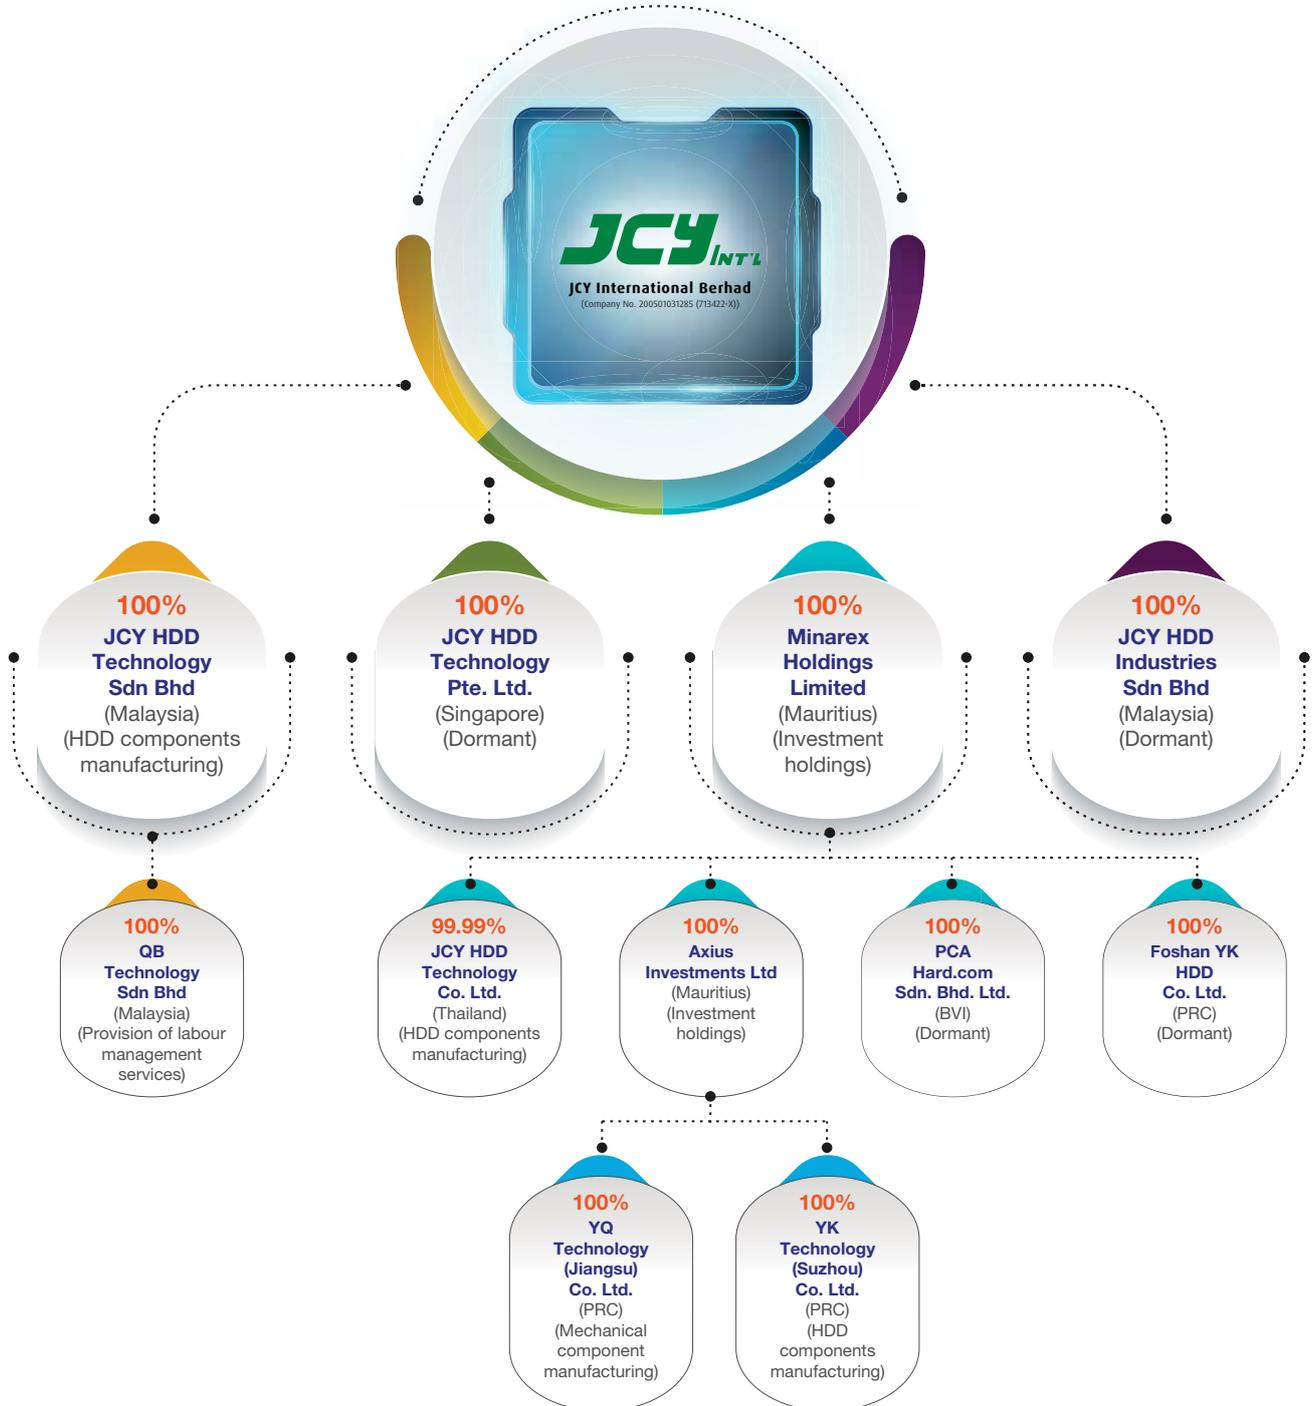 JCY INT'L
JCY International Berhad
(Company No. 200501031285 (713422-X))
100%
JCY HDD
Technology
Sdn Bhd
(Malaysia)
(HDD components
manufacturing)
100%
JCY HDD
Technology
Pte. Ltd.
(Singapore)
(Dormant)
100%
Minarex
Holdings
Limited
(Mauritius)
(Investment
holdings)
100%
JCY HDD
Industries
Sdn Bhd
(Malaysia)
(Dormant)
100%
QB
Technology
Sdn Bhd
(Malaysia)
(Provision of labour
management
services)
99.99%
JCY HDD
Technology
Co. Ltd.
(Thailand)
(HDD components
manufacturing)
100%
Axius
Investments Ltd
(Mauritius)
(Investment
holdings)
100%
PCA
Hard.com
Sdn. Bhd. Ltd.
(BVI)
(Dormant)
100%
Foshan YK
HDD
Co. Ltd.
(PRC)
(Dormant)
100%
YQ
Technology
(Jiangsu)
Co. Ltd.
(PRC)
(Mechanical
component
manufacturing)
100%
YK
Technology
(Suzhou)
Co. Ltd.
(PRC)
(HDD
components
manufacturing)